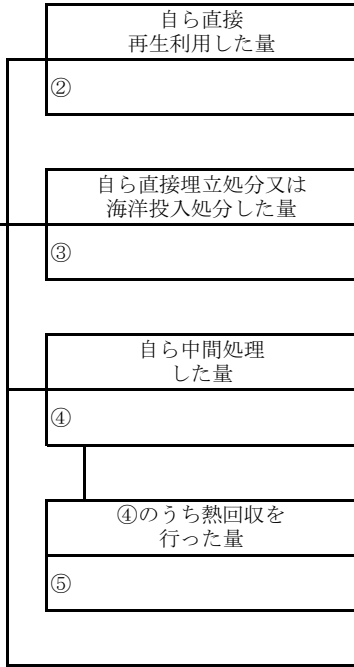 自ら直接
再生利用した量
②
自ら直接埋立処分又は
海洋投入処分した量
③
自ら中間処理
した量
④
④のうち熱回収を
行った量
⑤